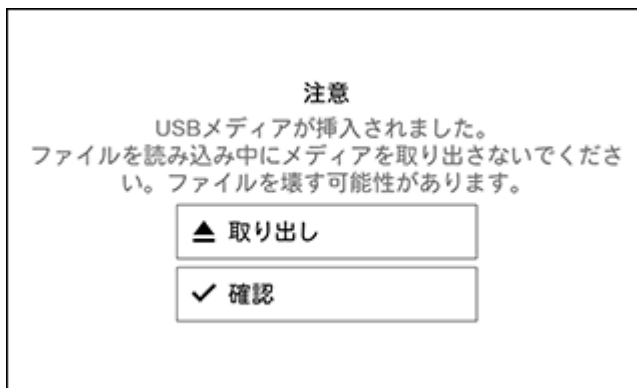 注意
USBメディアが挿入されました。
ファイルを読み込み中にメディアを取り出さないでくださ
い。ファイルを壊す可能性があります。
取り出し
確認